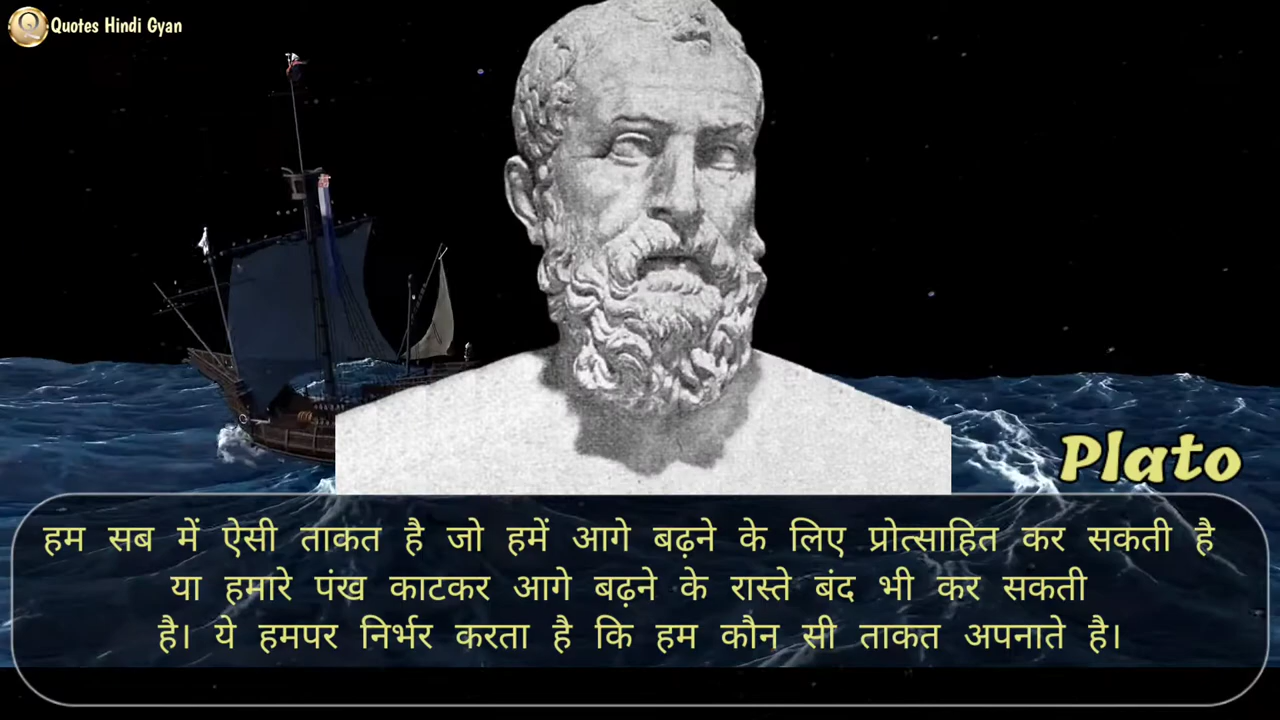 Quotes Hindi Gyan
Plato
हम सब में ऐसी ताकत है जो हमें आगे बढ़ने के लिए प्रोत्साहित कर सकती है
या हमारे पंख काटकर आगे बढ़ने के रास्ते बंद भी कर सकती
है। ये हमपर निर्भर करता है कि हम कौन सी ताकत अपनाते है।